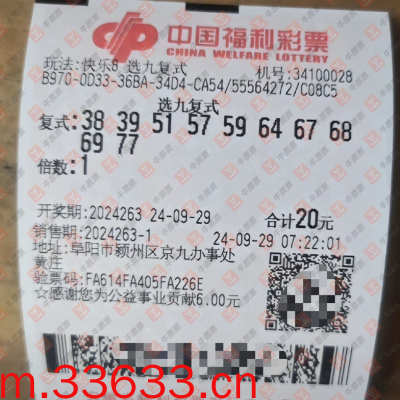 中国福利彩票
CHINA WELFARE LOTTERY
玩法:快乐8 选九复式 机号:34100028
B97C-0D33-36BA-34D4-CA54/55564272/C08C5
选九复式
复式:38 39 51 57 59 64 67 68
69 77
倍数:1
开奖期:2024263 24-09-29 合计20元
销售期:2024263-1 24-09-29 07:22:01
地址:阜阳市颍州区京九办事处
黄庄
验票码:FA614FA405FA226E
☆感谢您为公益事业贡献6.00元
m.33633.cn